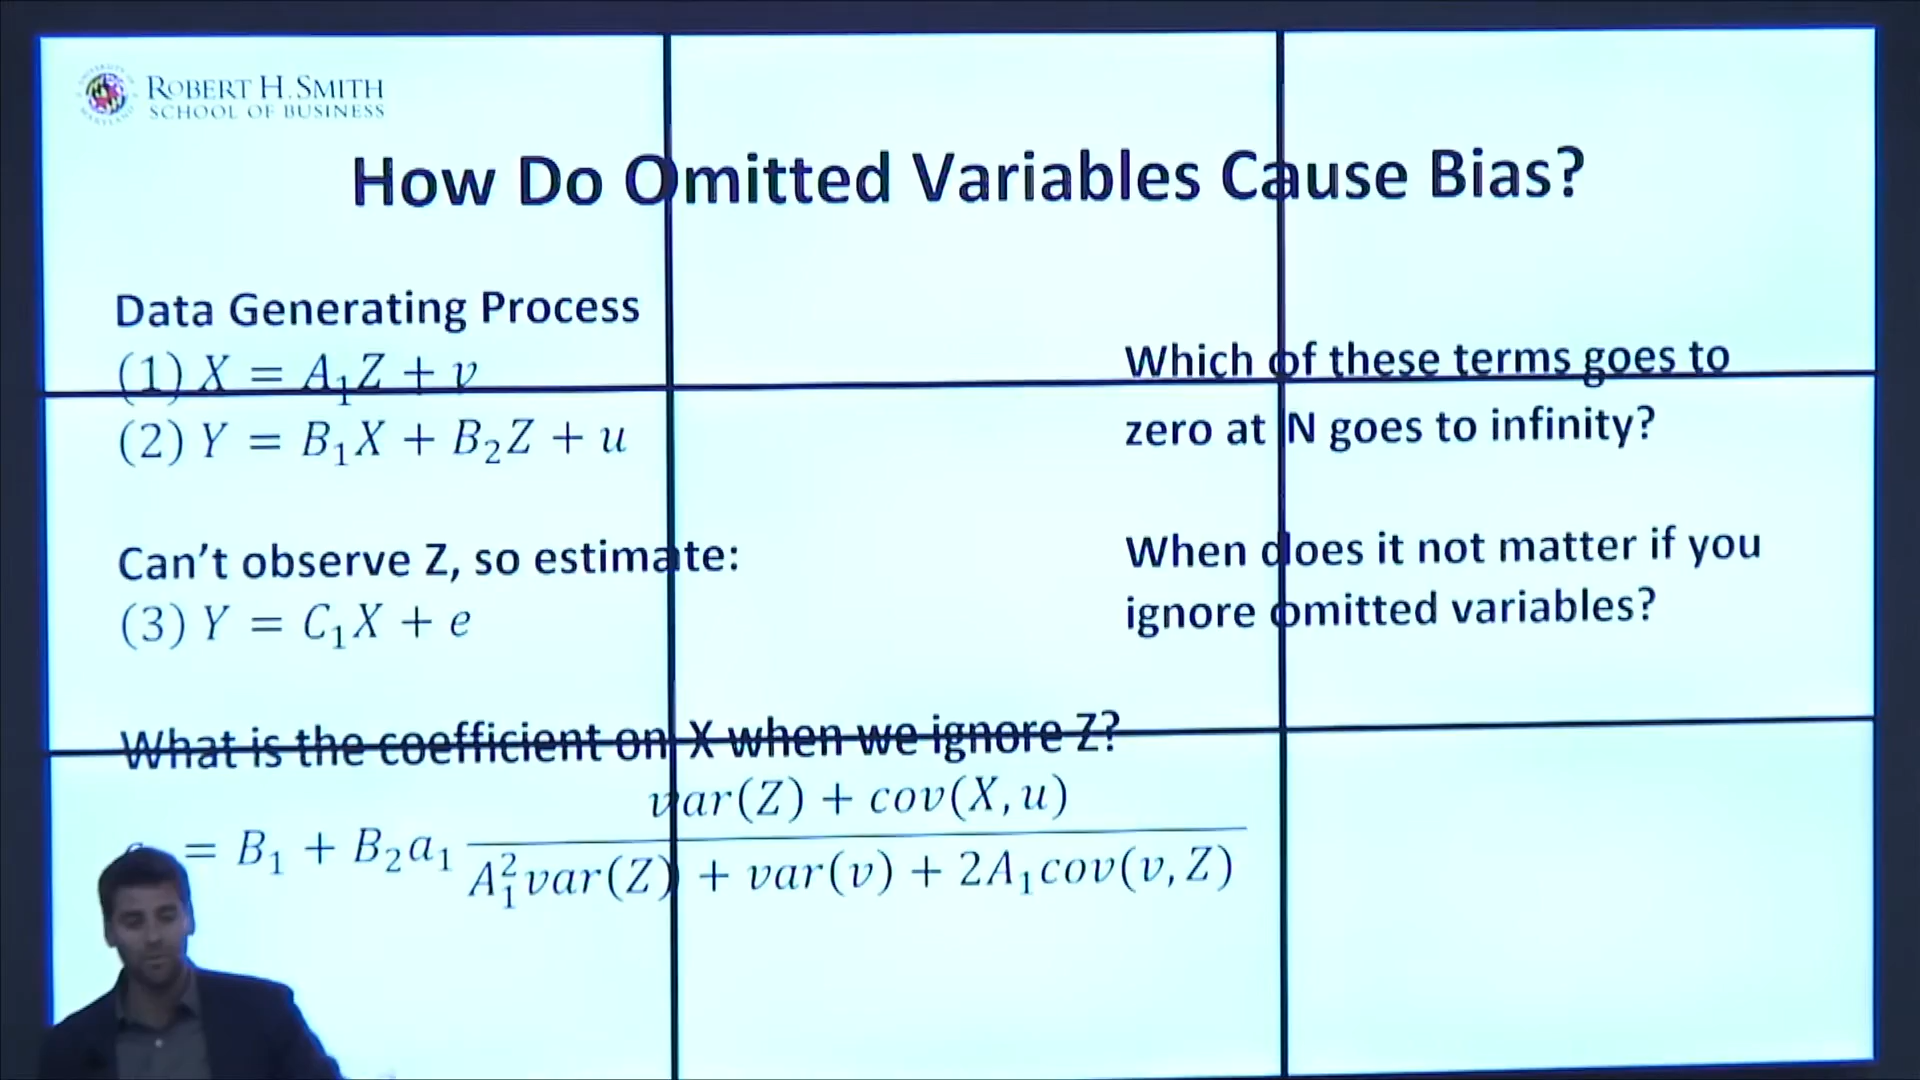 ROBERT H. SMITH
SCHOOL OF BUSINESS
How Do Omitted Variables Cause Bias?
Data Generating Process
(1) X = A₁Z + v
(2) Y = B₁X + B₂Z + u
Can't observe Z, so estimate:
(3) Y = C₁X + e
What is the coefficient on X when we ignore Z?
var(Z) + cov(X, u)
= B₁ + B₂a₁
A₁²var(Z) + var(v) + 2A₁cov(v, Z)
Which of these terms goes to
zero at N goes to infinity?
When does it not matter if you
ignore omitted variables?